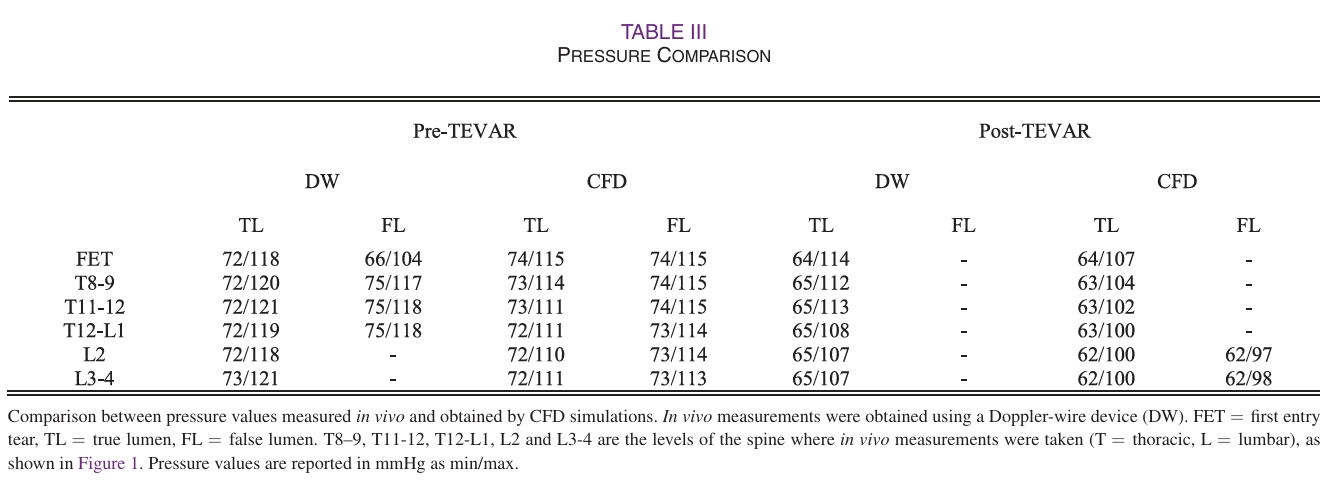 TABLE III
PRESSURE COMPARISON
Pre-TEVAR Post-TEVAR
DW CFD DW CFD
TL FL TL FL TL FL TL FL
FET 72/118 66/104 74/115 74/115 64/114 - 64/107 -
T8-9 72/120 75/117 73/114 74/115 65/112 - 63/104 -
T11-12 72/121 75/118 73/111 74/115 65/113 - 63/102 -
T12-L1 72/119 75/118 72/111 73/114 65/108 - 63/100 -
L2 72/118 - 72/110 73/114 65/107 - 62/100 62/97
L3-4 73/121 - 72/111 73/113 65/107 - 62/100 62/98
Comparison between pressure values measured in vivo and obtained by CFD simulations. In vivo measurements were obtained using a Doppler-wire device (DW). FET = first entry
tear, TL = true lumen, FL = false lumen. T8–9, T11-12, T12-L1, L2 and L3-4 are the levels of the spine where in vivo measurements were taken (T = thoracic, L = lumbar), as
shown in Figure 1. Pressure values are reported in mmHg as min/max.